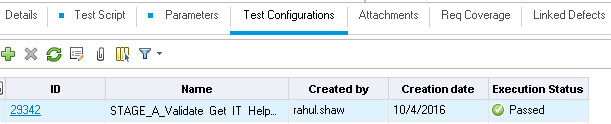 Details Test Script Parameters Test Configurations Attachments Req Coverage Linked Defects
ID Name Created by Creation date Execution Status
29342 STAGE_A_Validate Get IT Help... rahul.shaw 10/4/2016 Passed